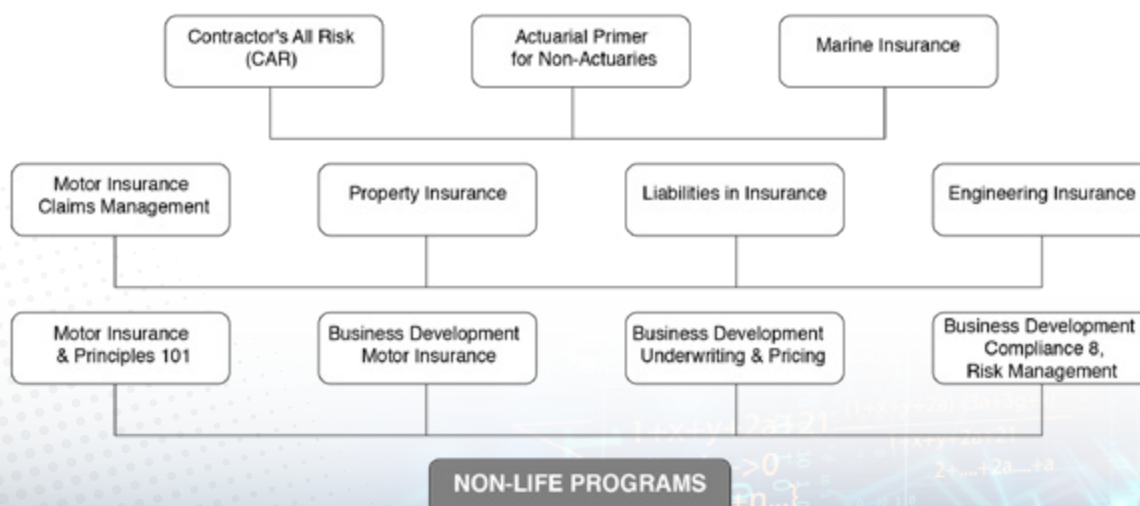 Contractor's All Risk
(CAR)
Actuarial Primer
for Non-Actuaries
Marine Insurance
Motor Insurance
Claims Management
Property Insurance
Liabilities in Insurance
Engineering Insurance
Motor Insurance
& Principles 101
Business Development
Motor Insurance
Business Development
Underwriting & Pricing
Business Development
Compliance 8,
Risk Management
NON-LIFE PROGRAMS